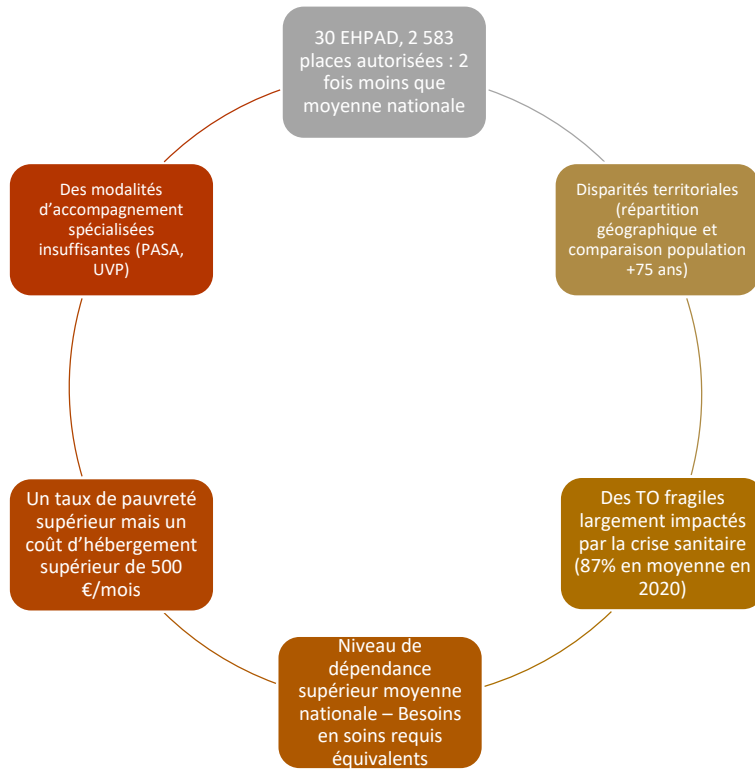 30 EHPAD, 2 583
places autorisées : 2
fois moins que
moyenne nationale
Disparités territoriales
(répartition
géographique et
comparaison population
+75 ans)
Des TO fragiles
largement impactés
par la crise sanitaire
(87% en moyenne en
2020)
Niveau de
dépendance
supérieur moyenne
nationale – Besoins
en soins requis
équivalents
Un taux de pauvreté
supérieur mais un
coût d’hébergement
supérieur de 500
€/mois
Des modalités
d’accompagnement
spécialisées
insuffisantes (PASA,
UVP)